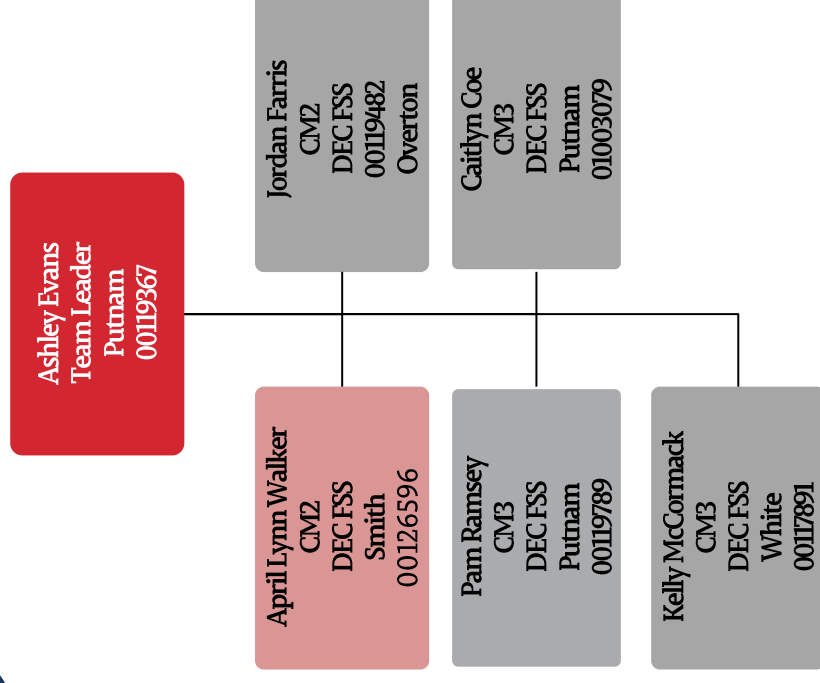 Ashley Evans
Team Leader
Putnam
00119367
April Lynn Walker
CM2
DEC FSS
Smith
00126596
Jordan Farris
CM2
DEC FSS
00119482
Overton
Pam Ramsey
CM3
DEC FSS
Putnam
00119789
Caitlyn Coe
CM3
DEC FSS
Putnam
01003079
Kelly McCormack
CM3
DEC FSS
White
00117891